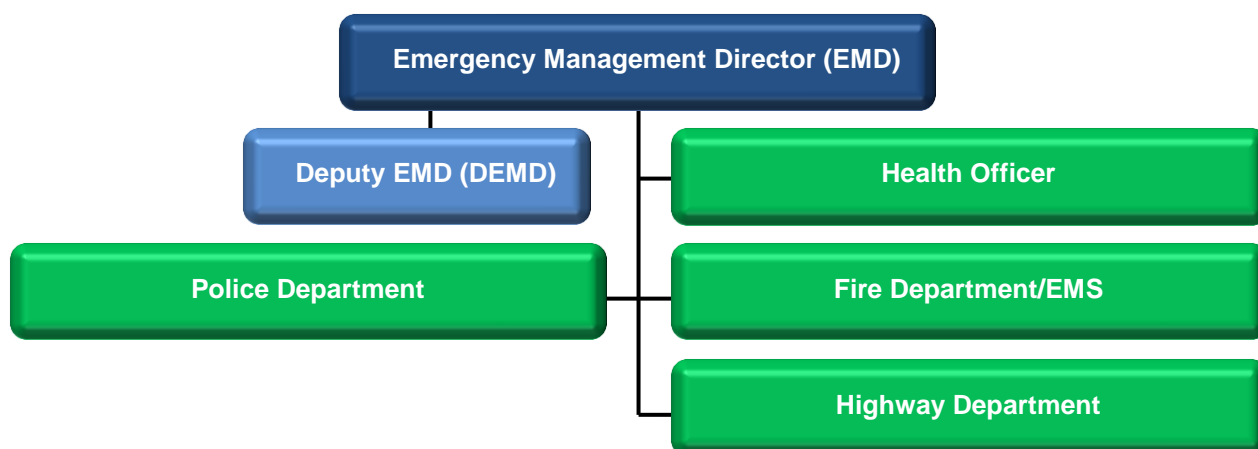 Emergency Management Director (EMD)
Deputy EMD (DEMD)
Health Officer
Police Department
Fire Department/EMS
Highway Department